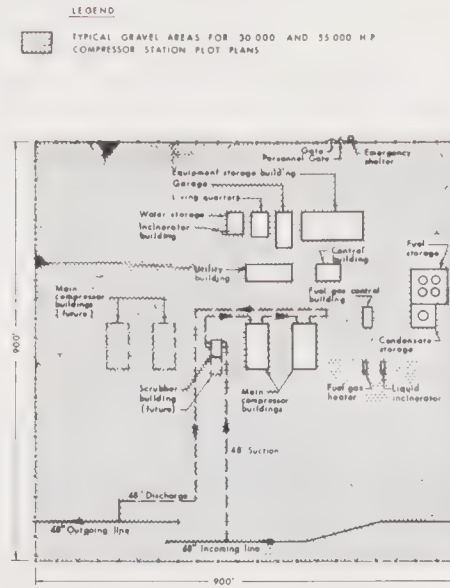 LEGEND
TYPICAL GRAVEL AREAS FOR 30 000 AND 55 000 H.P.
COMPRESSOR STATION PLOT PLANS
Gate
Personnel Gate
Emergency
shelter
Equipment storage building
Garage
Living quarters
Water storage
Incinerator
building
Utility
building
Control
building
Fuel
storage
Fuel gas control
building
Main
compressor
buildings
(future)
Condensate
storage
Scrubber
building
(future)
Main
compressor
buildings
Fuel gas
heater
Liquid
incinerator
900'
48" Suction
48" Discharge
48" Outgoing line
48" Incoming line
900'